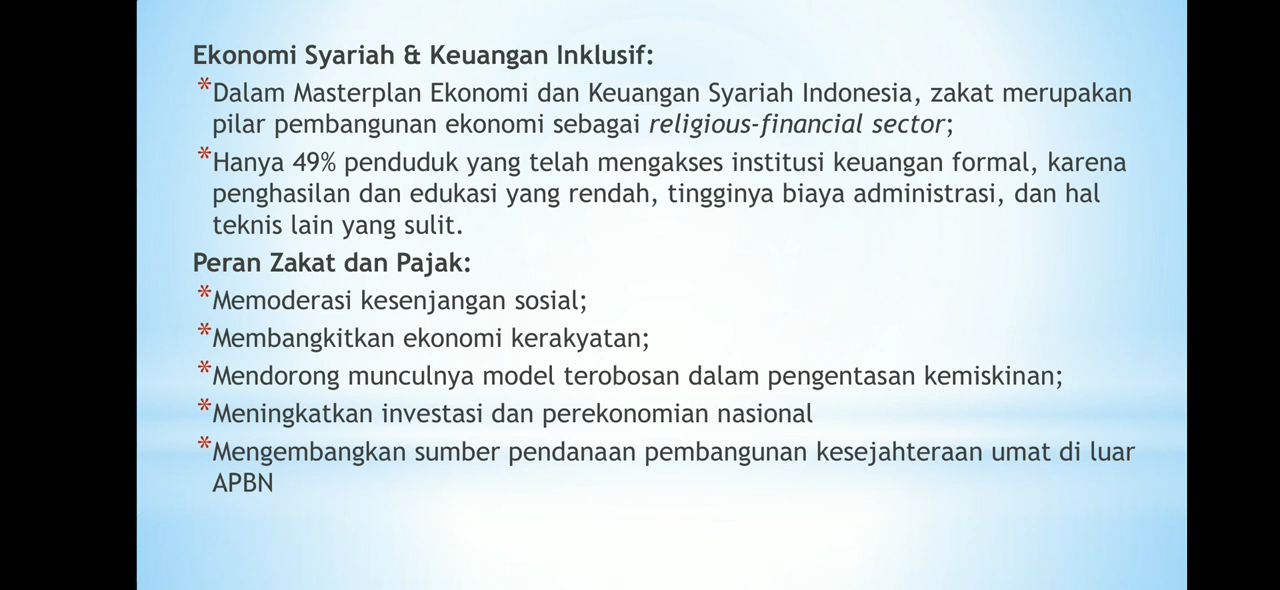 Ekonomi Syariah & Keuangan Inklusif:
*Dalam Masterplan Ekonomi dan Keuangan Syariah Indonesia, zakat merupakan
pilar pembangunan ekonomi sebagai religious-financial sector;
*Hanya 49% penduduk yang telah mengakses institusi keuangan formal, karena
penghasilan dan edukasi yang rendah, tingginya biaya administrasi, dan hal
teknis lain yang sulit.
Peran Zakat dan Pajak:
*Memoderasi kesenjangan sosial;
*Membangkitkan ekonomi kerakyatan;
*Mendorong munculnya model terobosan dalam pengentasan kemiskinan;
*Meningkatkan investasi dan perekonomian nasional
*Mengembangkan sumber pendanaan pembangunan kesejahteraan umat di luar
APBN